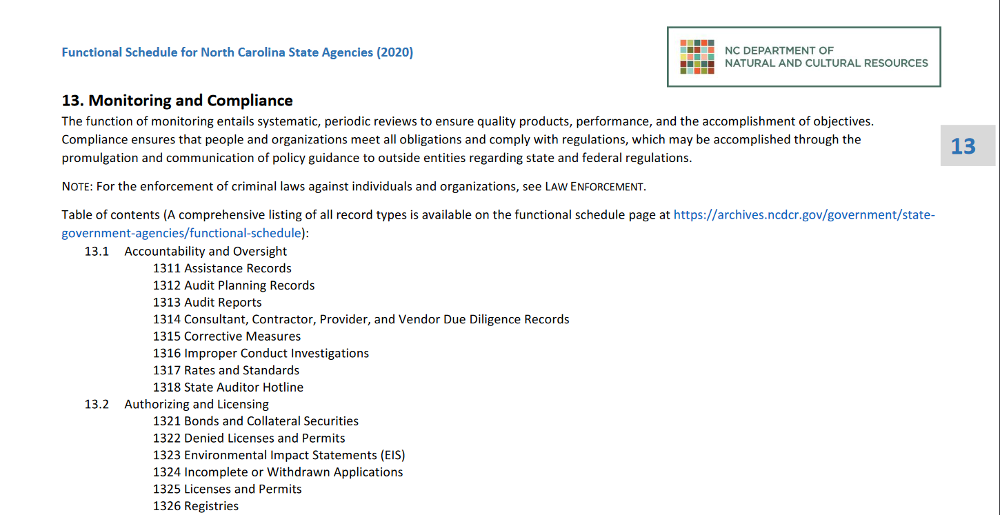 Functional Schedule for North Carolina State Agencies (2020)
NC DEPARTMENT OF
NATURAL AND CULTURAL RESOURCES
13. Monitoring and Compliance
The function of monitoring entails systematic, periodic reviews to ensure quality products, performance, and the accomplishment of objectives.
Compliance ensures that people and organizations meet all obligations and comply with regulations, which may be accomplished through the
promulgation and communication of policy guidance to outside entities regarding state and federal regulations.
13
NOTE: For the enforcement of criminal laws against individuals and organizations, see LAW ENFORCEMENT.
Table of contents (A comprehensive listing of all record types is available on the functional schedule page at https://archives.ncdcr.gov/government/state-
government-agencies/functional-schedule):
13.1 Accountability and Oversight
1311 Assistance Records
1312 Audit Planning Records
1313 Audit Reports
1314 Consultant, Contractor, Provider, and Vendor Due Diligence Records
1315 Corrective Measures
1316 Improper Conduct Investigations
1317 Rates and Standards
1318 State Auditor Hotline
13.2 Authorizing and Licensing
1321 Bonds and Collateral Securities
1322 Denied Licenses and Permits
1323 Environmental Impact Statements (EIS)
1324 Incomplete or Withdrawn Applications
1325 Licenses and Permits
1326 Registries